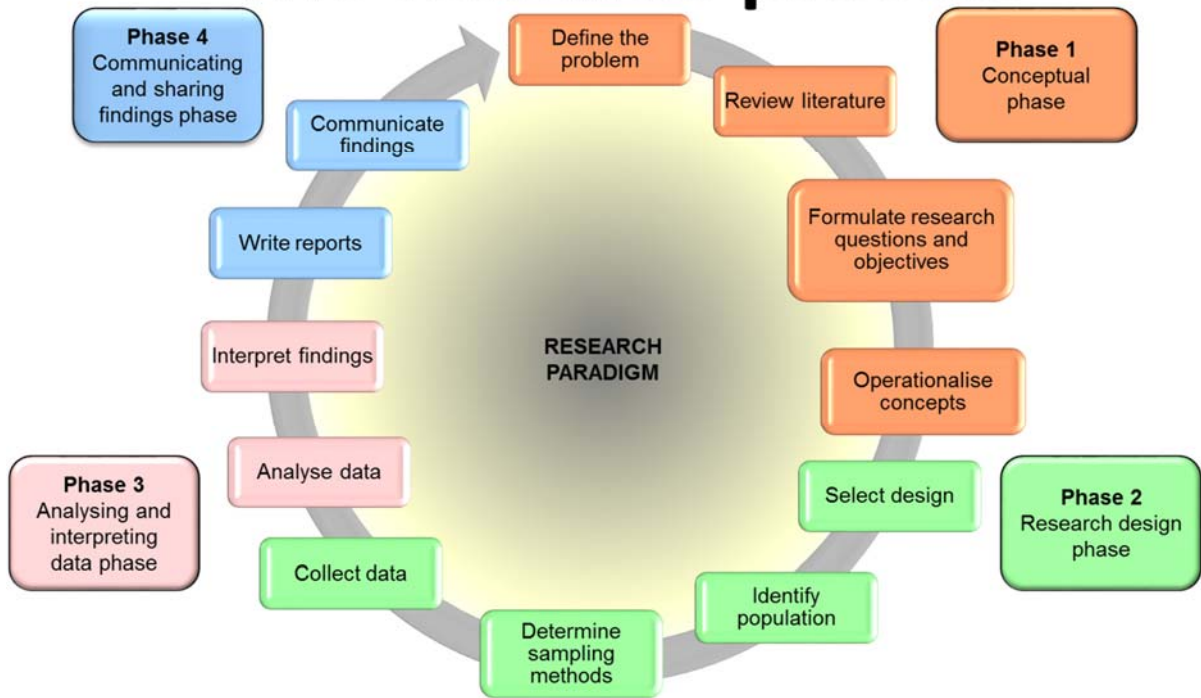 Phase 4
Communicating
and sharing
findings phase
Define the
problem
Review literature
Phase 1
Conceptual
phase
Communicate
findings
Formulate research
questions and
objectives
Write reports
Interpret findings
RESEARCH
PARADIGM
Operationalise
concepts
Phase 3
Analysing and
interpreting
data phase
Analyse data
Select design
Phase 2
Research design
phase
Collect data
Identify
population
Determine
sampling
methods